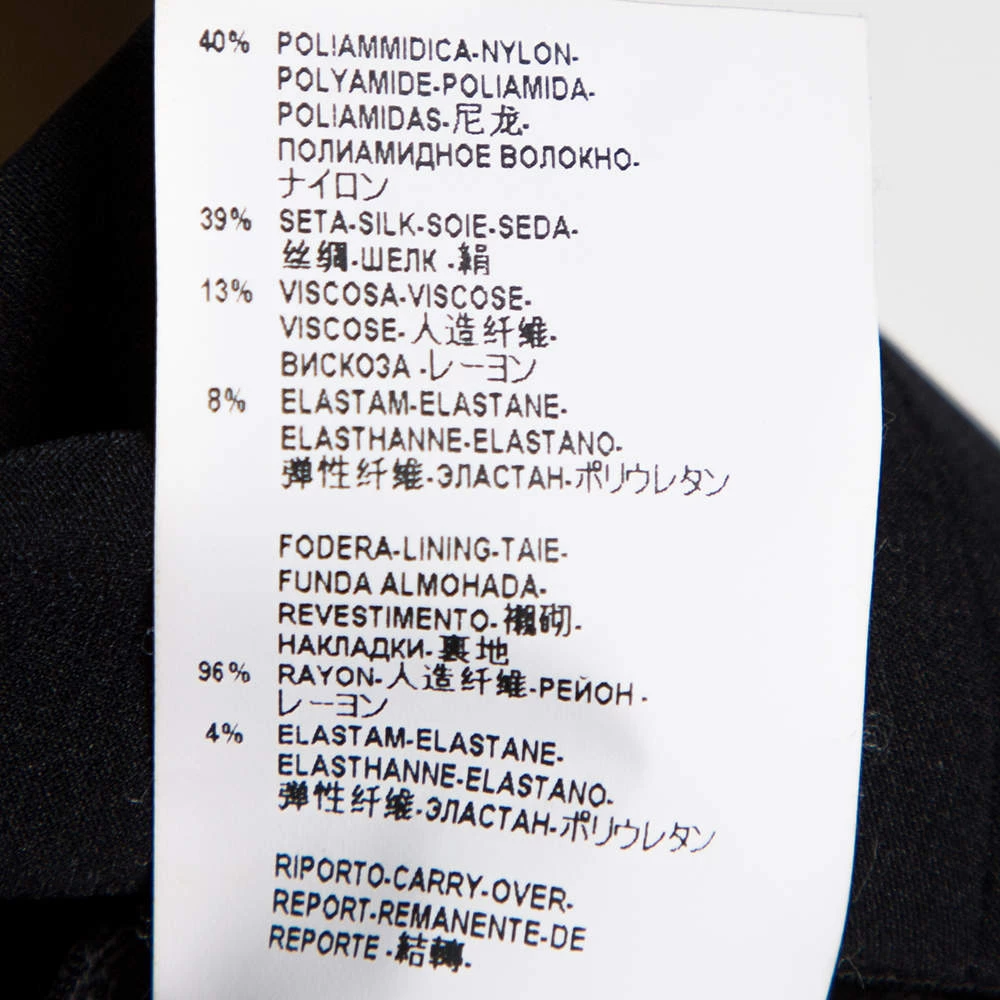 40% POLIAMMIDICA-NYLON-
POLYAMIDE-POLIAMIDA-
POLIAMIDAS-尼龙-
ПОЛИАМИДНОЕ ВОЛОКНО-
ナイロン
39% SETA-SILK-SOIE-SEDA-
丝绸-ШЕЛК-絹
13% VISCOSA-VISCOSE-
VISCOSE-人造纤维-
ВИСКОЗА-レーヨン
8% ELASTAM-ELASTANE-
ELASTHANNE-ELASTANO-
弹性纤维-ЭЛАСТАН-ポリウレタン
FODERA-LINING-TAIE-
FUNDA ALMOHADA-
REVESTIMENTO-襯砌-
НАКЛАДКИ-裏地
96% RAYON-人造纤维-РЕЙОН-
レーヨン
4% ELASTAM-ELASTANE-
ELASTHANNE-ELASTANO-
弹性纤维-ЭЛАСТАН-ポリウレタン
RIPORTO-CARRY-OVER-
REPORT-REMANENTE-DE
REPORTE-結轉-